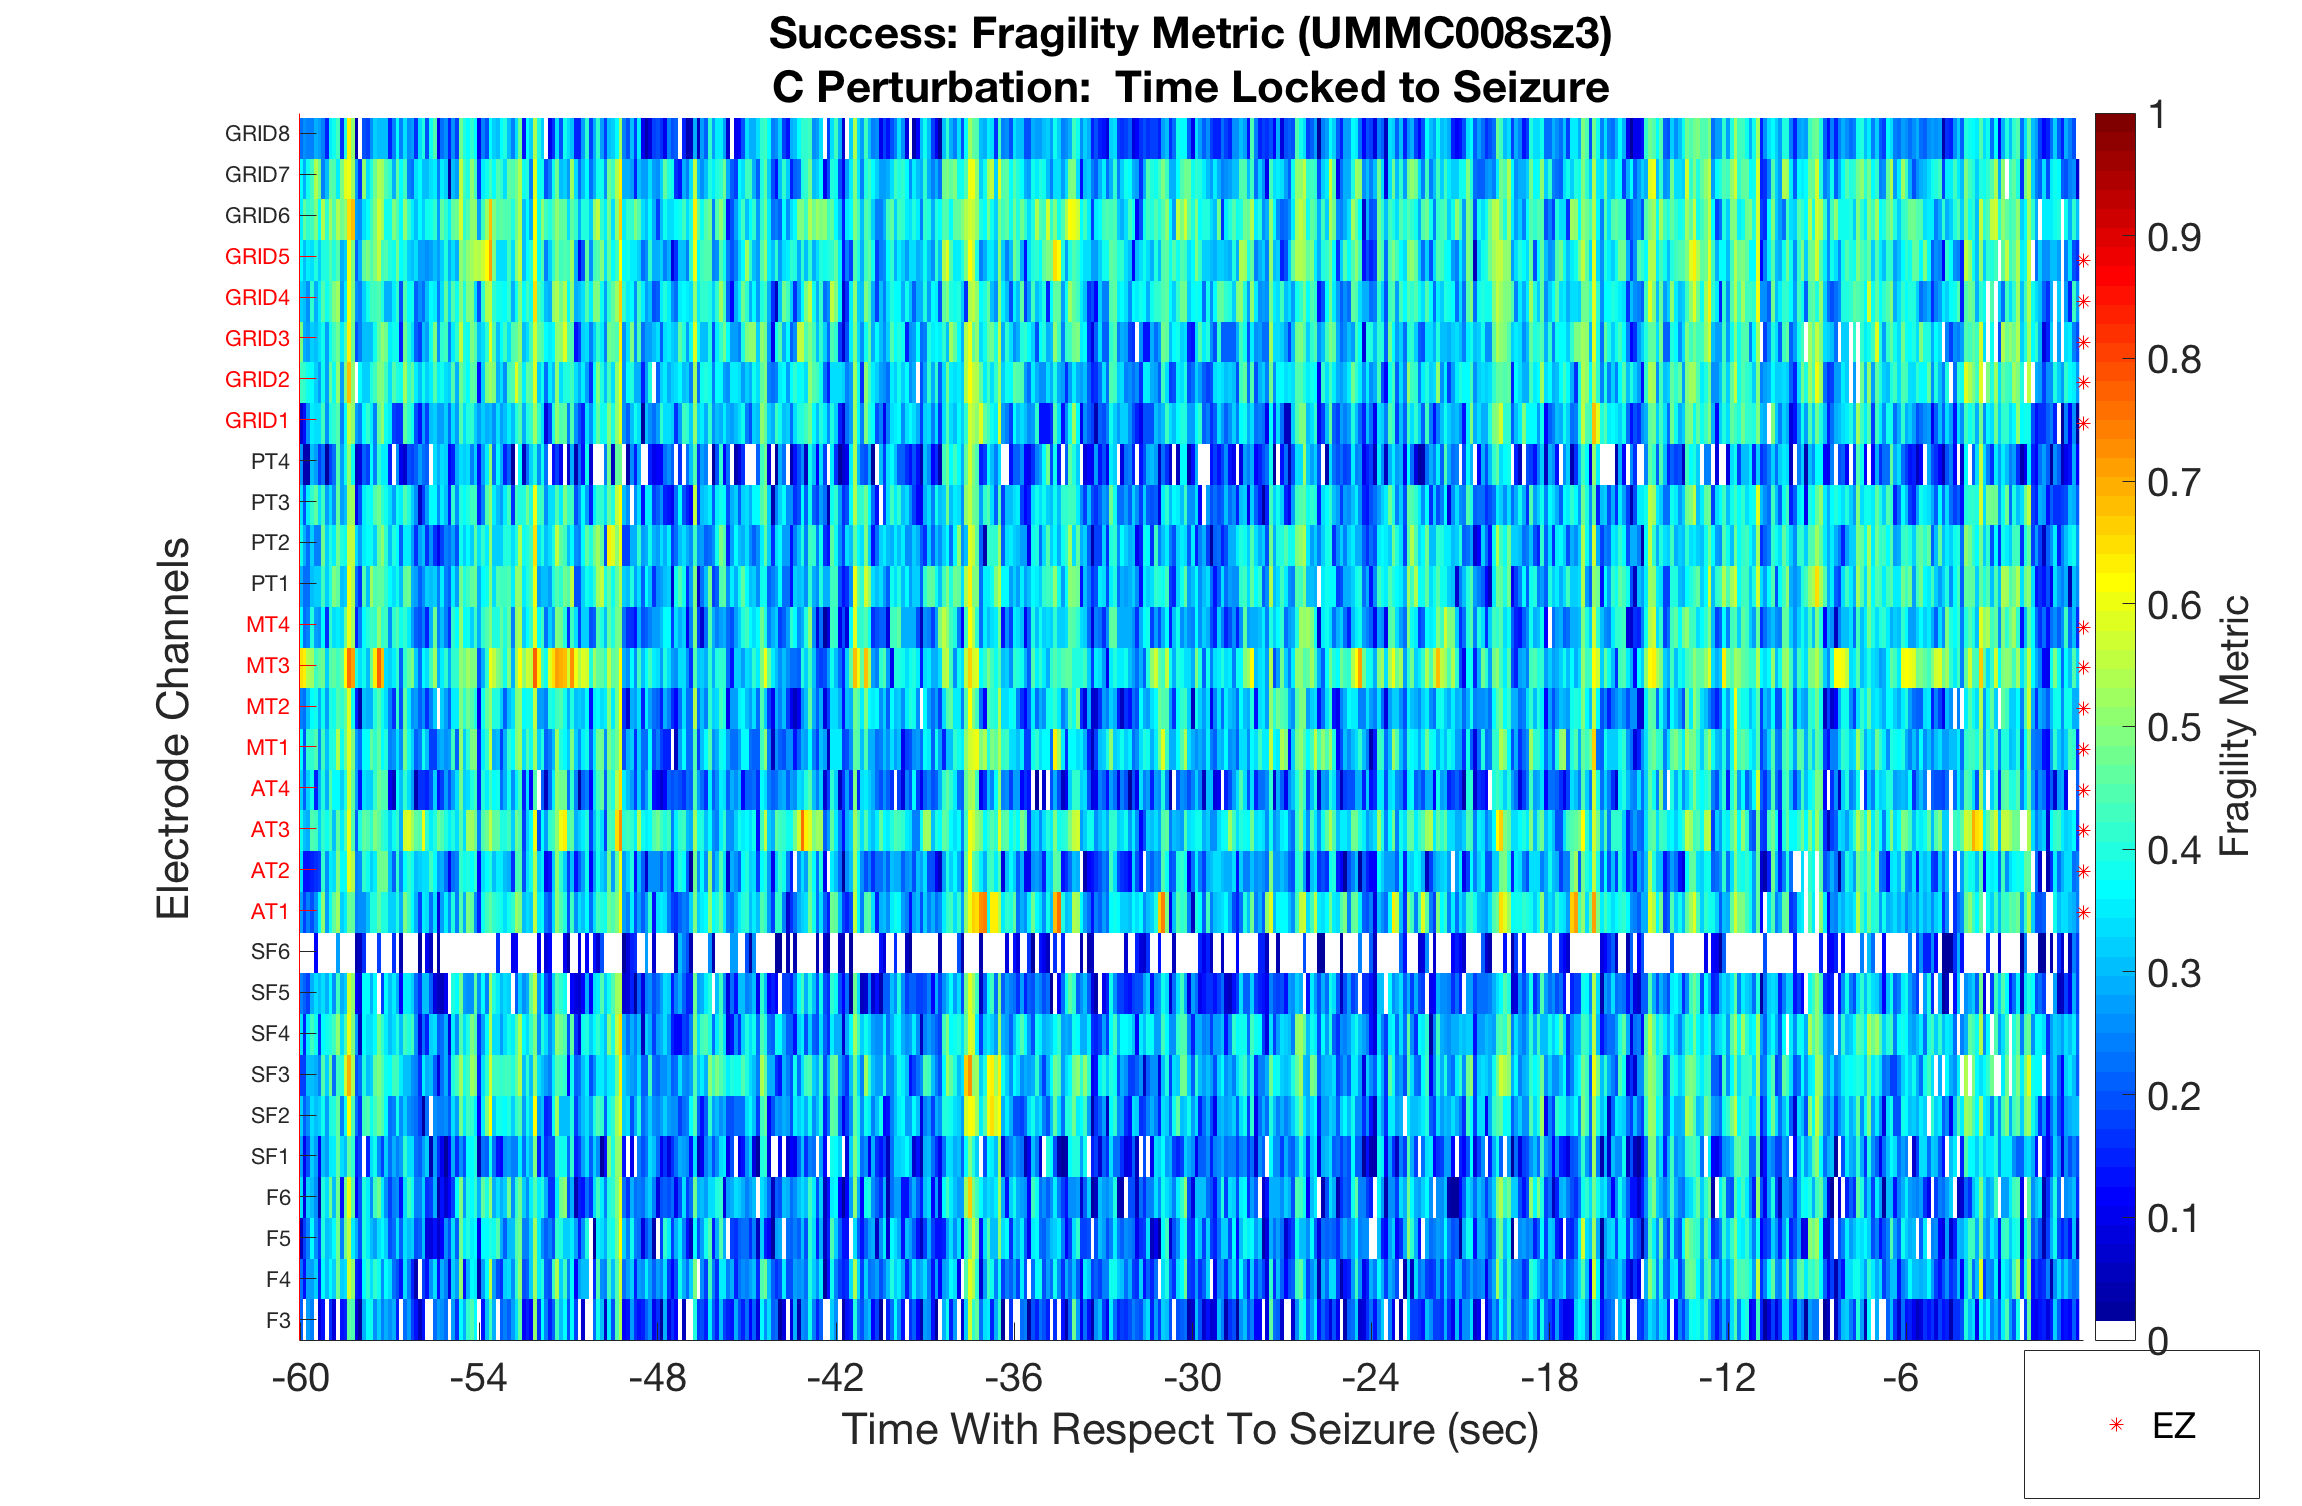 Success: Fragility Metric (UMMC008sz3)
C Perturbation:  Time Locked to Seizure
GRID8
GRID7
GRID6
GRID5
GRID4
GRID3
GRID2
GRID1
PT4
PT3
PT2
PT1
MT4
MT3
MT2
MT1
AT4
AT3
AT2
AT1
SF6
SF5
SF4
SF3
SF2
SF1
F6
F5
F4
F3
Electrode Channels
-60 -54 -48 -42 -36 -30 -24 -18 -12 -6
Time With Respect To Seizure (sec)
1
0.9
0.8
0.7
0.6
0.5
0.4
0.3
0.2
0.1
0
Fragility Metric
EZ